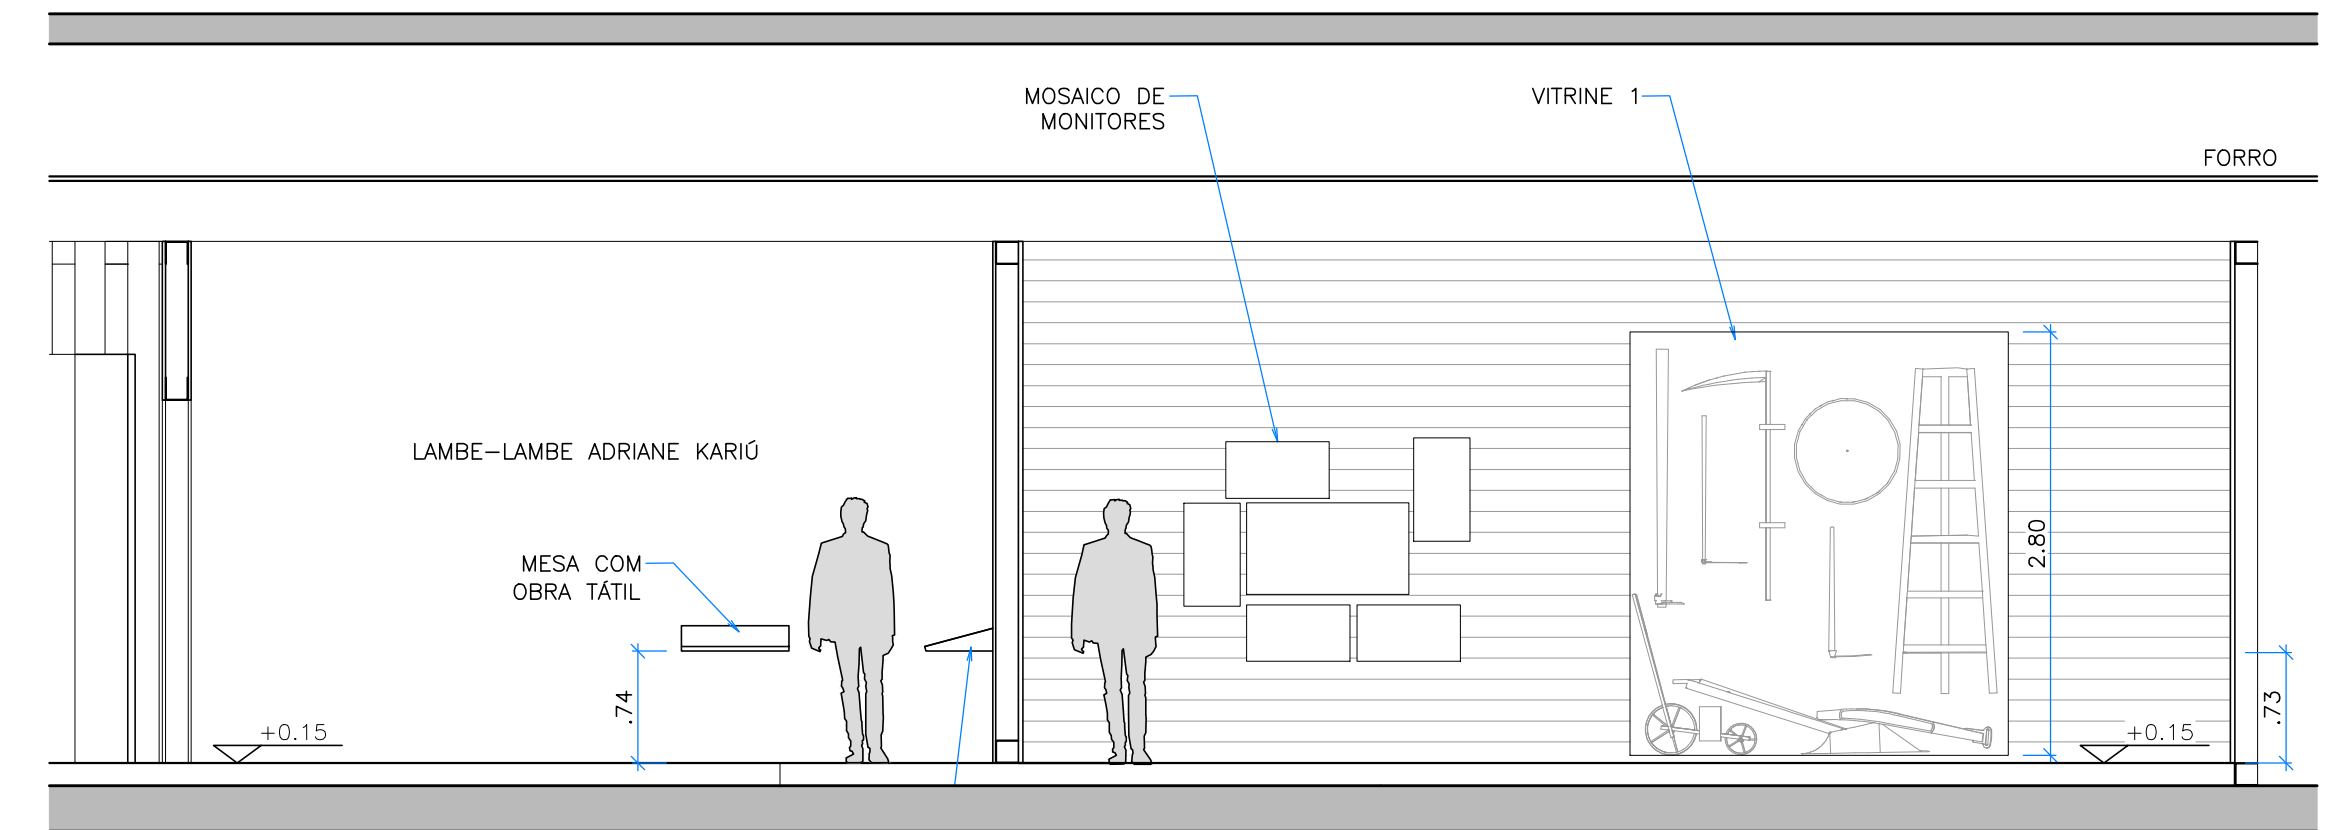 MOSAICO DE
MONITORES
VITRINE 1
FORRO
LAMBE-LAMBE ADRIANE KARIÚ
MESA COM
OBRA TÁTIL
2.80
.74
.73
+0.15
+0.15